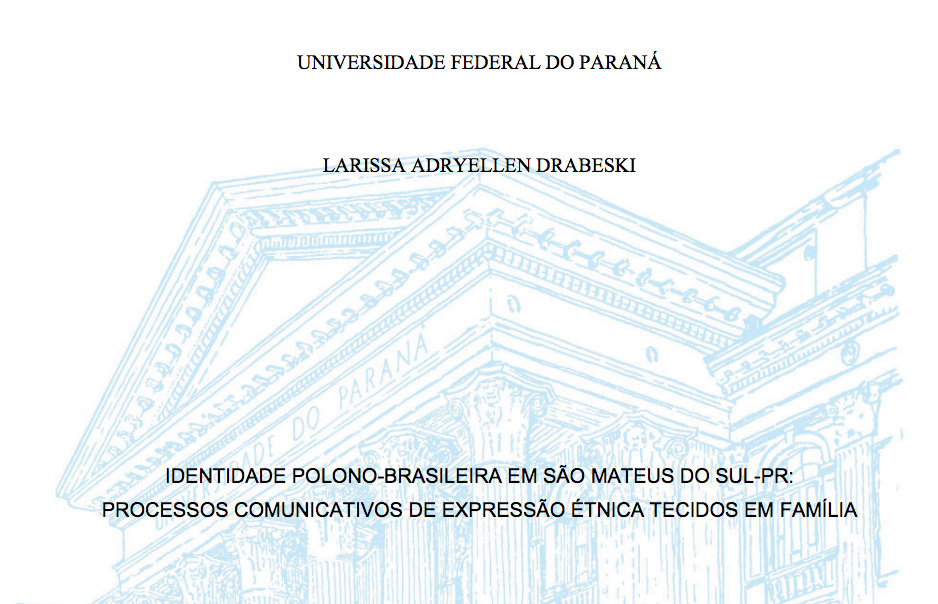 UNIVERSIDADE FEDERAL DO PARANÁ
LARISSA ADRYELLEN DRABESKI
DADE DO PARANÁ
IDENTIDADE POLONO-BRASILEIRA EM SÃO MATEUS DO SUL-PR:
PROCESSOS COMUNICATIVOS DE EXPRESSÃO ÉTNICA TECIDOS EM FAMÍLIA